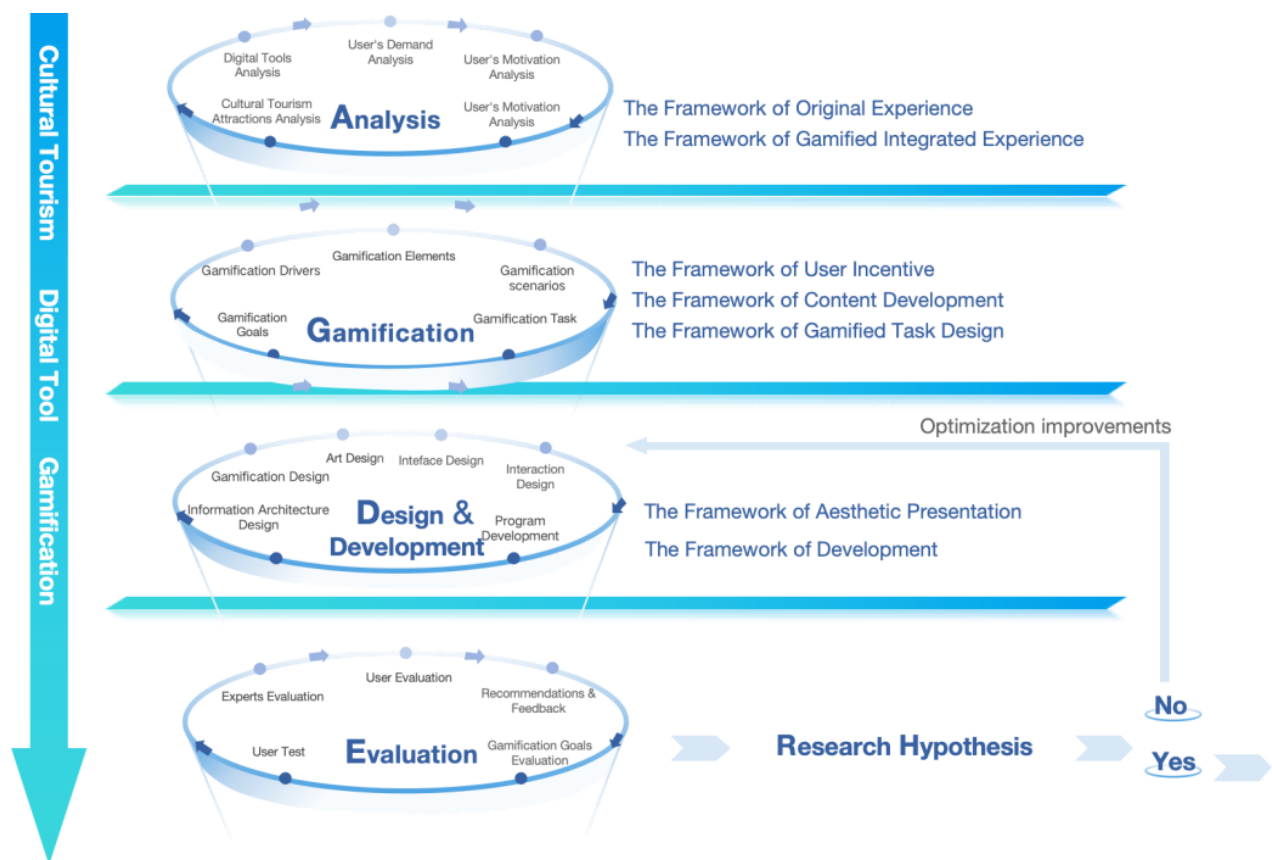 Cultural Tourism
Digital Tool
Gamification
Digital Tools
Analysis
User's Demand
Analysis
User's Motivation
Analysis
Cultural Tourism
Attractions Analysis
User's Motivation
Analysis
Analysis
The Framework of Original Experience
The Framework of Gamified Integrated Experience
Gamification Drivers
Gamification Elements
Gamification
scenarios
Gamification
Goals
Gamification Task
Gamification
The Framework of User Incentive
The Framework of Content Development
The Framework of Gamified Task Design
Optimization improvements
Gamification Design
Art Design
Inteface Design
Interaction
Design
Information Architecture
Design
Program
Development
Design &
Development
The Framework of Aesthetic Presentation
The Framework of Development
Experts Evaluation
User Evaluation
Recommendations &
Feedback
User Test
Gamification Goals
Evaluation
Evaluation
Research Hypothesis
No
Yes